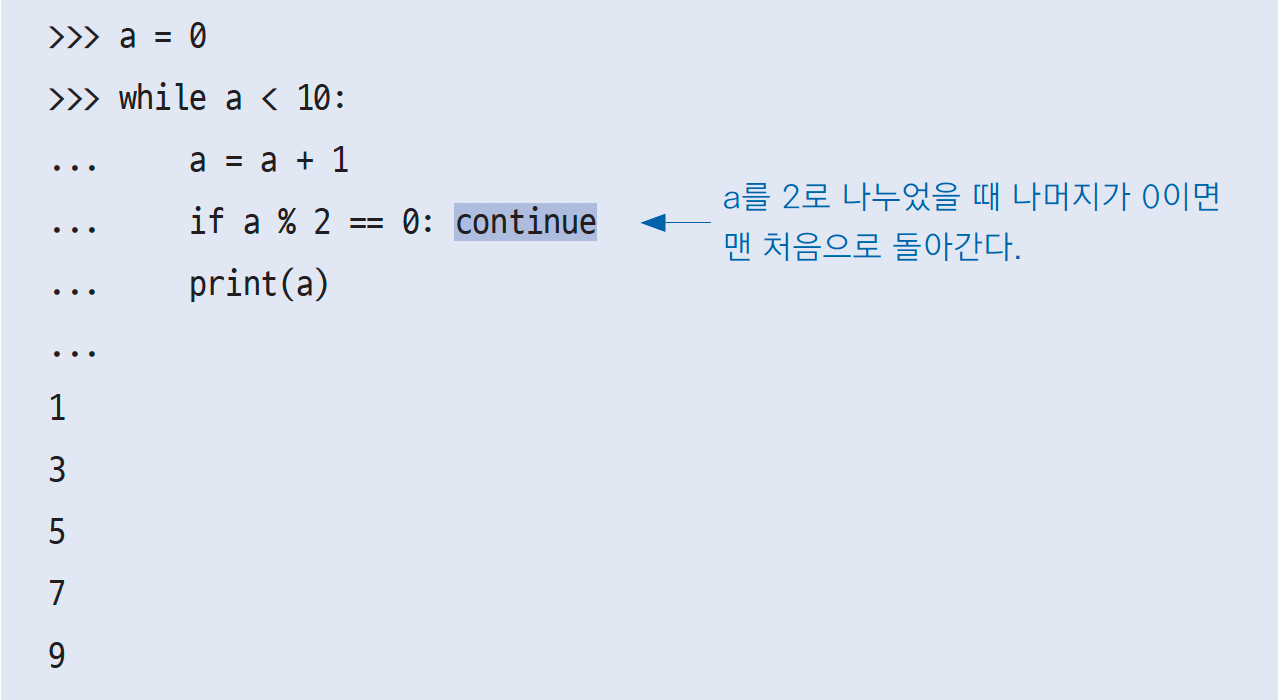 >>> a = 0
>>> while a < 10:
...     a = a + 1
...     if a % 2 == 0: continue
a를 2로 나누었을 때 나머지가 0이면
맨 처음으로 돌아간다.
...     print(a)
...
1
3
5
7
9